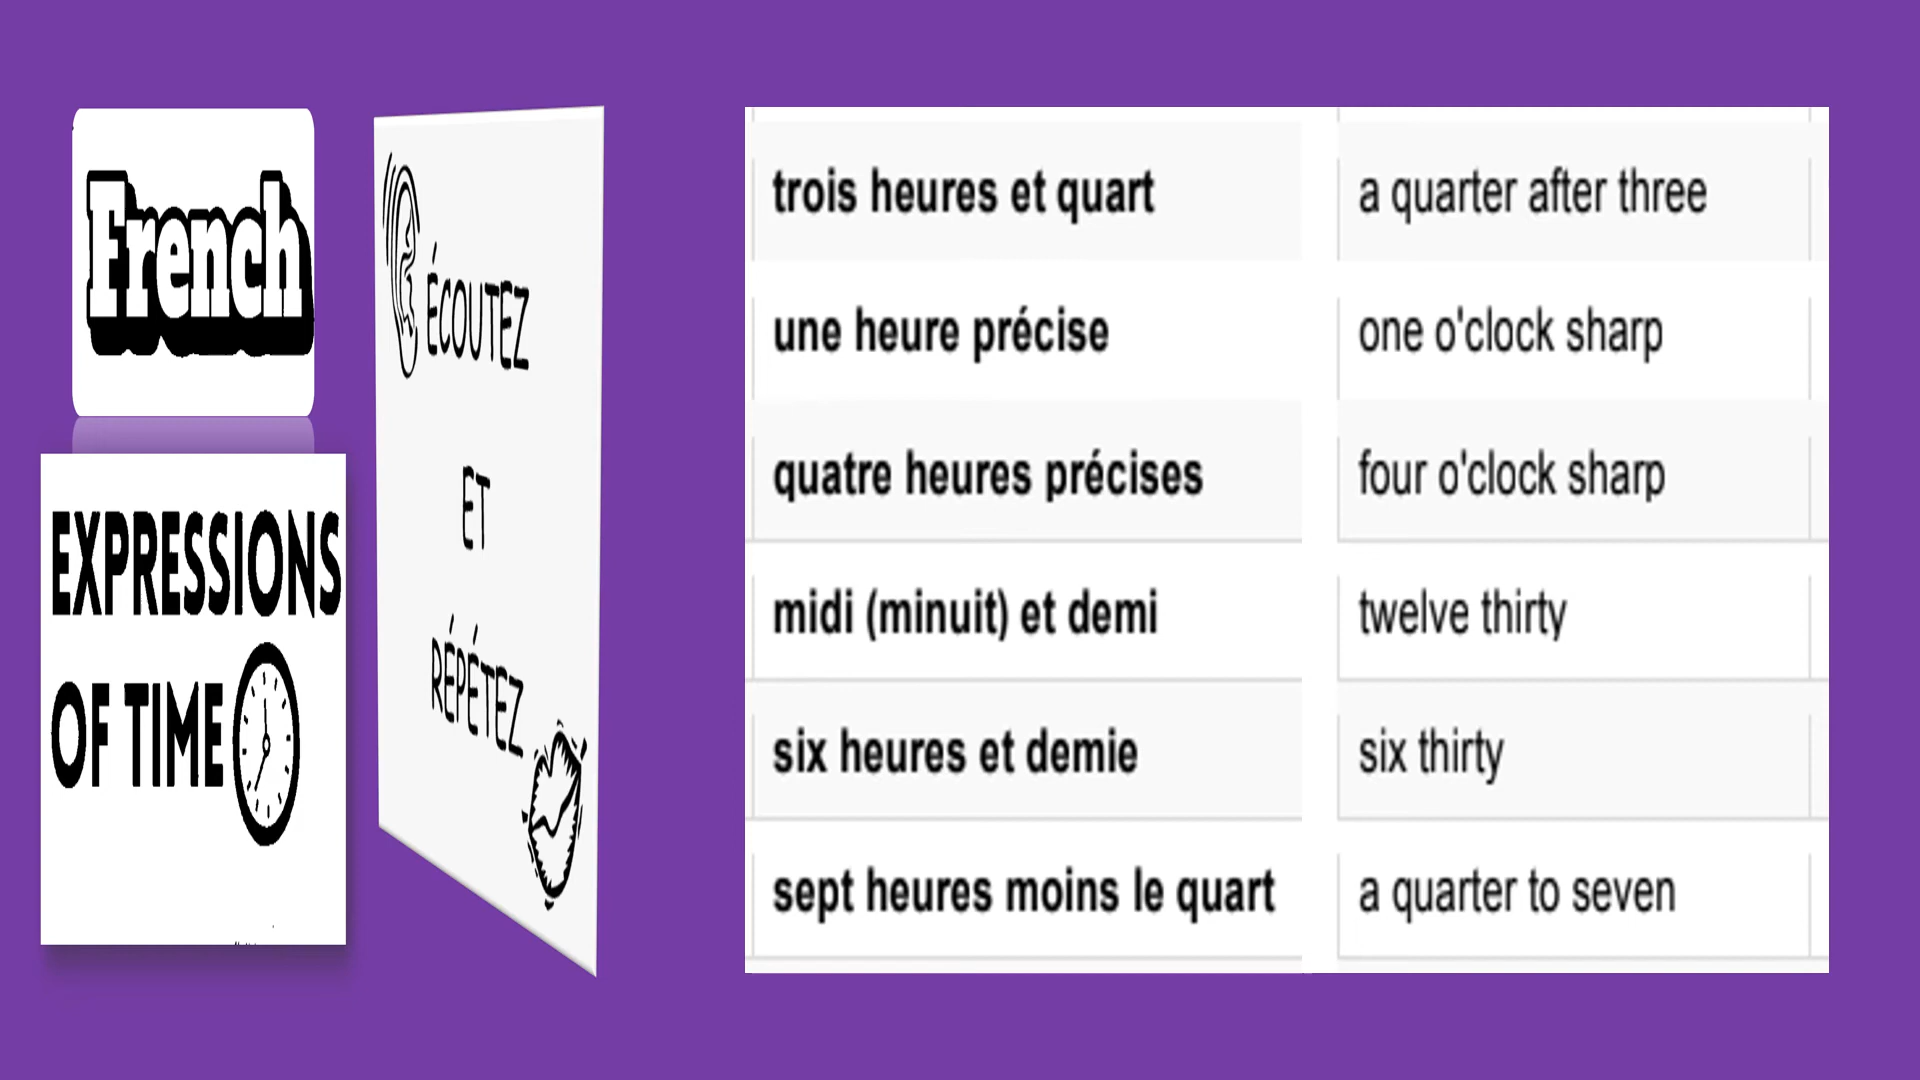 French
EXPRESSIONS
OF TIME
ÉCOUTEZ
ET
RÉPÉTEZ
trois heures et quart a quarter after three
une heure précise one o'clock sharp
quatre heures précises four o'clock sharp
midi (minuit) et demi twelve thirty
six heures et demie six thirty
sept heures moins le quart a quarter to seven